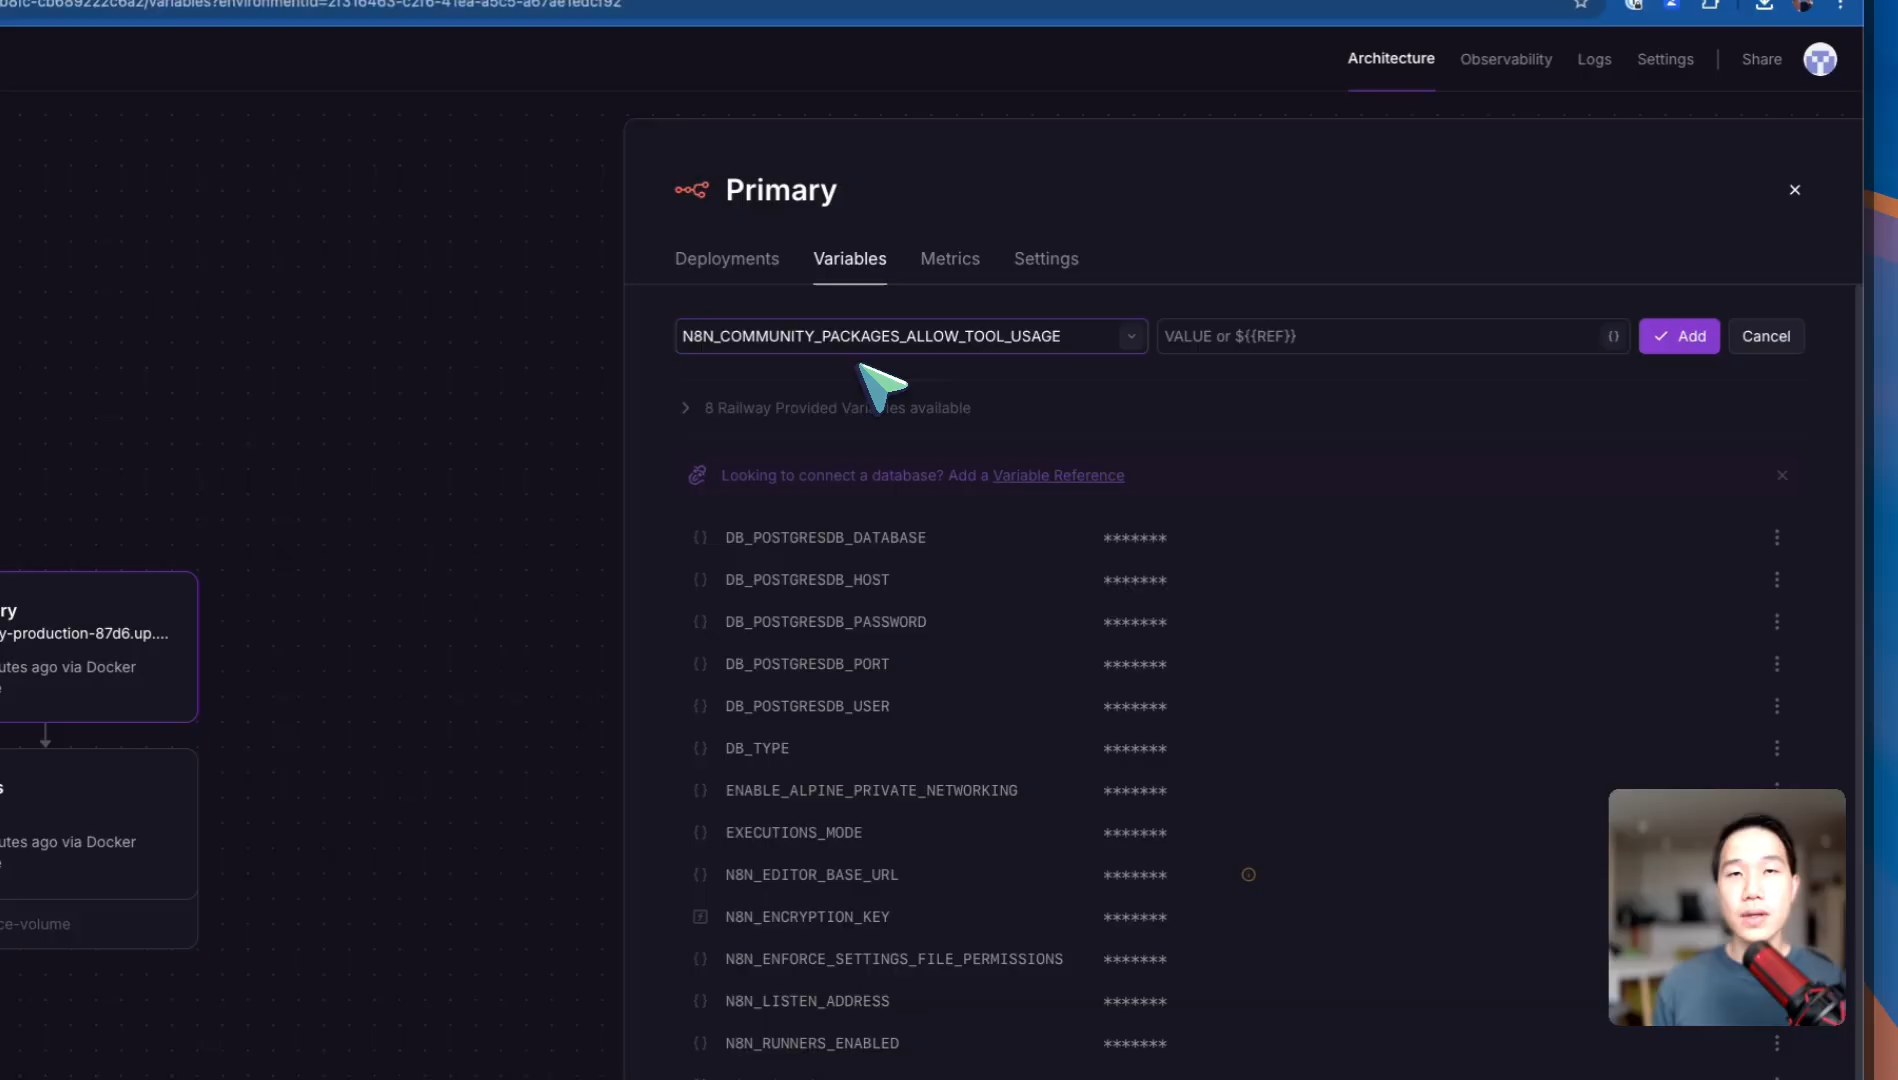 Architecture
Observability
Logs
Settings
Share
Primary
Deployments
Variables
Metrics
Settings
N8N_COMMUNITY_PACKAGES_ALLOW_TOOL_USAGE
VALUE or ${{REF}}
{}
Add
Cancel
8 Railway Provided Variables available
Looking to connect a database? Add a Variable Reference
{} DB_POSTGRESDB_DATABASE *******
{} DB_POSTGRESDB_HOST *******
{} DB_POSTGRESDB_PASSWORD *******
{} DB_POSTGRESDB_PORT *******
{} DB_POSTGRESDB_USER *******
{} DB_TYPE *******
{} ENABLE_ALPINE_PRIVATE_NETWORKING *******
{} EXECUTIONS_MODE *******
{} N8N_EDITOR_BASE_URL *******
N8N_ENCRYPTION_KEY *******
{} N8N_ENFORCE_SETTINGS_FILE_PERMISSIONS *******
{} N8N_LISTEN_ADDRESS *******
{} N8N_RUNNERS_ENABLED *******
ry
y-production-87d6.up....
utes ago via Docker
e
s
utes ago via Docker
e
ce-volume